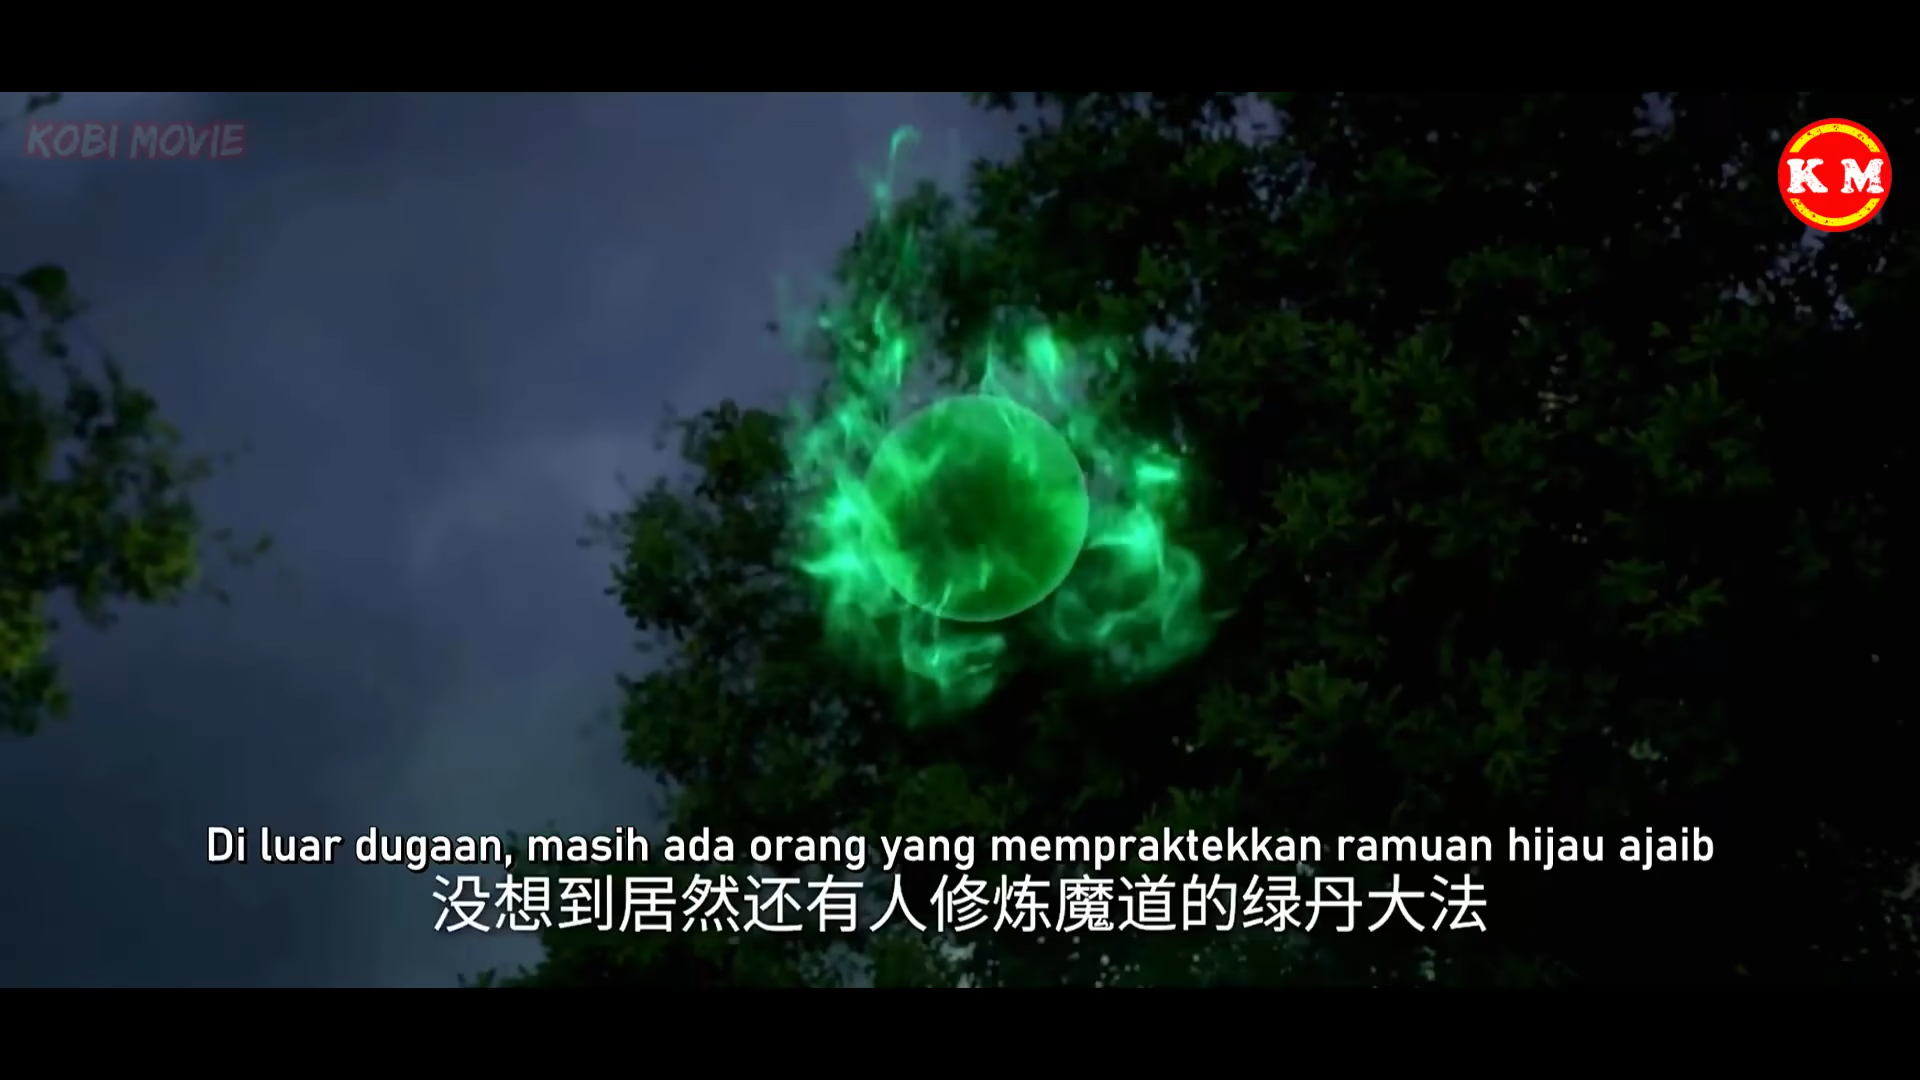 KOBI MOVIE
K M
Di luar dugaan, masih ada orang yang mempraktekkan ramuan hijau ajaib
没想到居然还有人修炼魔道的绿丹大法